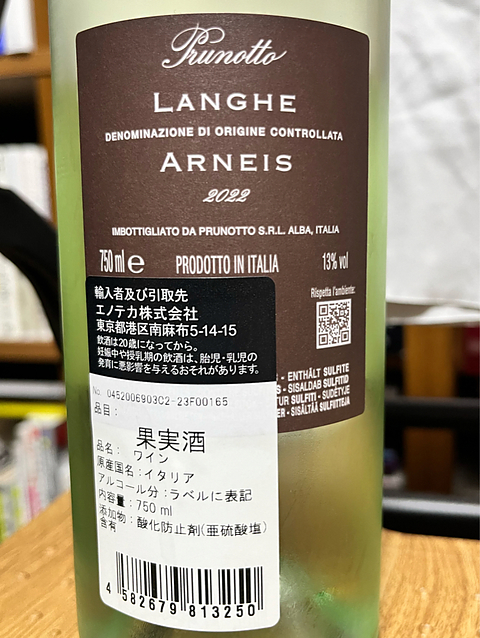 Prunotto
LANGHE
DENOMINAZIONE DI ORIGINE CONTROLLATA
ARNEIS
2022
IMBOTTIGLIATO DA PRUNOTTO S.R.L. ALBA, ITALIA
750 ml e PRODOTTO IN ITALIA 13% vol
Rispetta l'ambiente:
- ENTHÄLT SULFITE
- SISALDAB SULFITID
SULFITI - SUDĖTYJE
- SISÄLTÄÄ SULFIITTEJA
輸入者及び引取先
エノテカ株式会社
東京都港区南麻布5-14-15
飲酒は20歳になってから。
妊娠中や授乳期の飲酒は、胎児・乳児の
発育に悪影響を与えるおそれがあります。
No. 0452006903C2-23F00165
品目：
果実酒
品名： ワイン
原産国名：イタリア
アルコール分：ラベルに表記
内容量：750 ml
添加物：酸化防止剤(亜硫酸塩)
含有
4 582679 813250